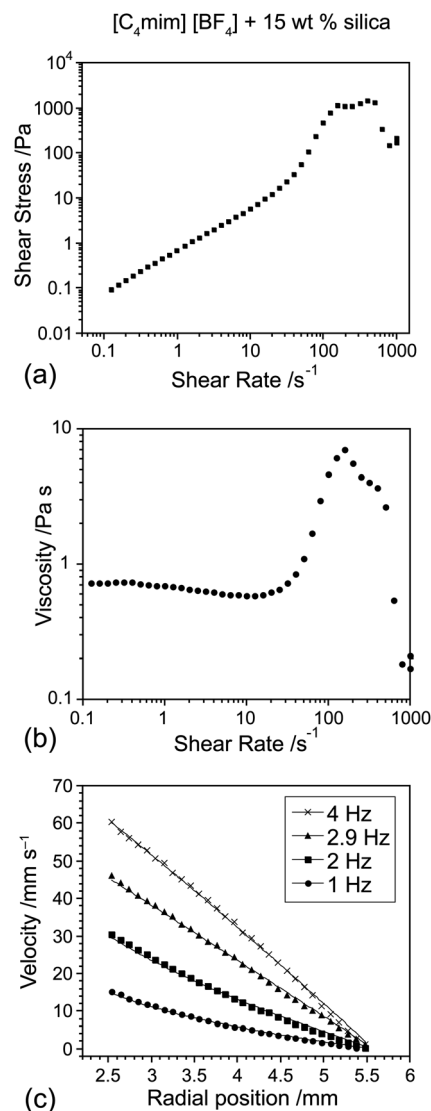 [C₄mim] [BF₄] + 15 wt % silica
10⁴
1000
100
10
1
0.1
0.01
Shear Stress /Pa
0.1 1 10 100 1000
Shear Rate /s⁻¹
(a)
10
1
0.1
Viscosity /Pa s
0.1 1 10 100 1000
Shear Rate /s⁻¹
(b)
70
60
50
40
30
20
10
0
Velocity /mm s⁻¹
4 Hz
2.9 Hz
2 Hz
1 Hz
2.5 3 3.5 4 4.5 5 5.5 6
Radial position /mm
(c)